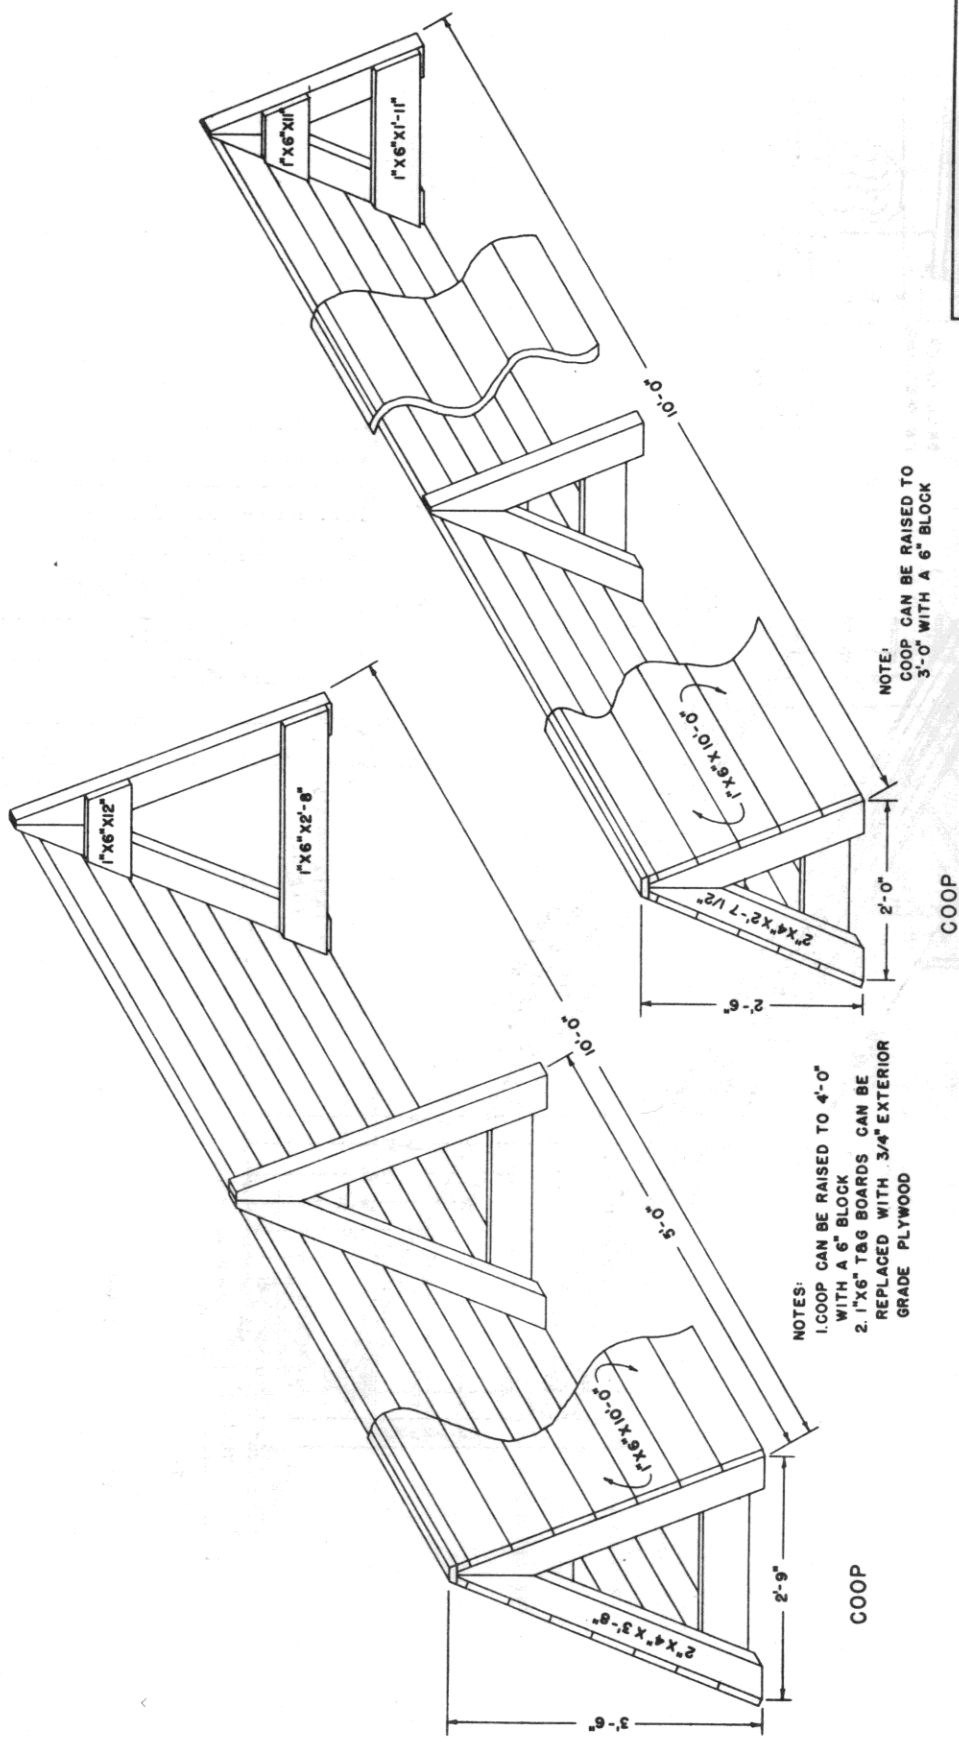 1"X6"X12"
1"X6"X2'-8"
10'-0"
5'-0"
1"X6"X10'-0"
2"X4"X3'-8"
3'-6"
2'-9"
COOP
NOTES:
1. COOP CAN BE RAISED TO 4'-0"
WITH A 6" BLOCK
2. 1"X6" T&G BOARDS CAN BE
REPLACED WITH 3/4" EXTERIOR
GRADE PLYWOOD
1"X6"X11"
1"X6"X1'-11"
10'-0"
1"X6"X10'-0"
2"X4"X2'-7 1/2"
2'-6"
2'-0"
COOP
NOTE:
COOP CAN BE RAISED TO
3'-0" WITH A 6" BLOCK